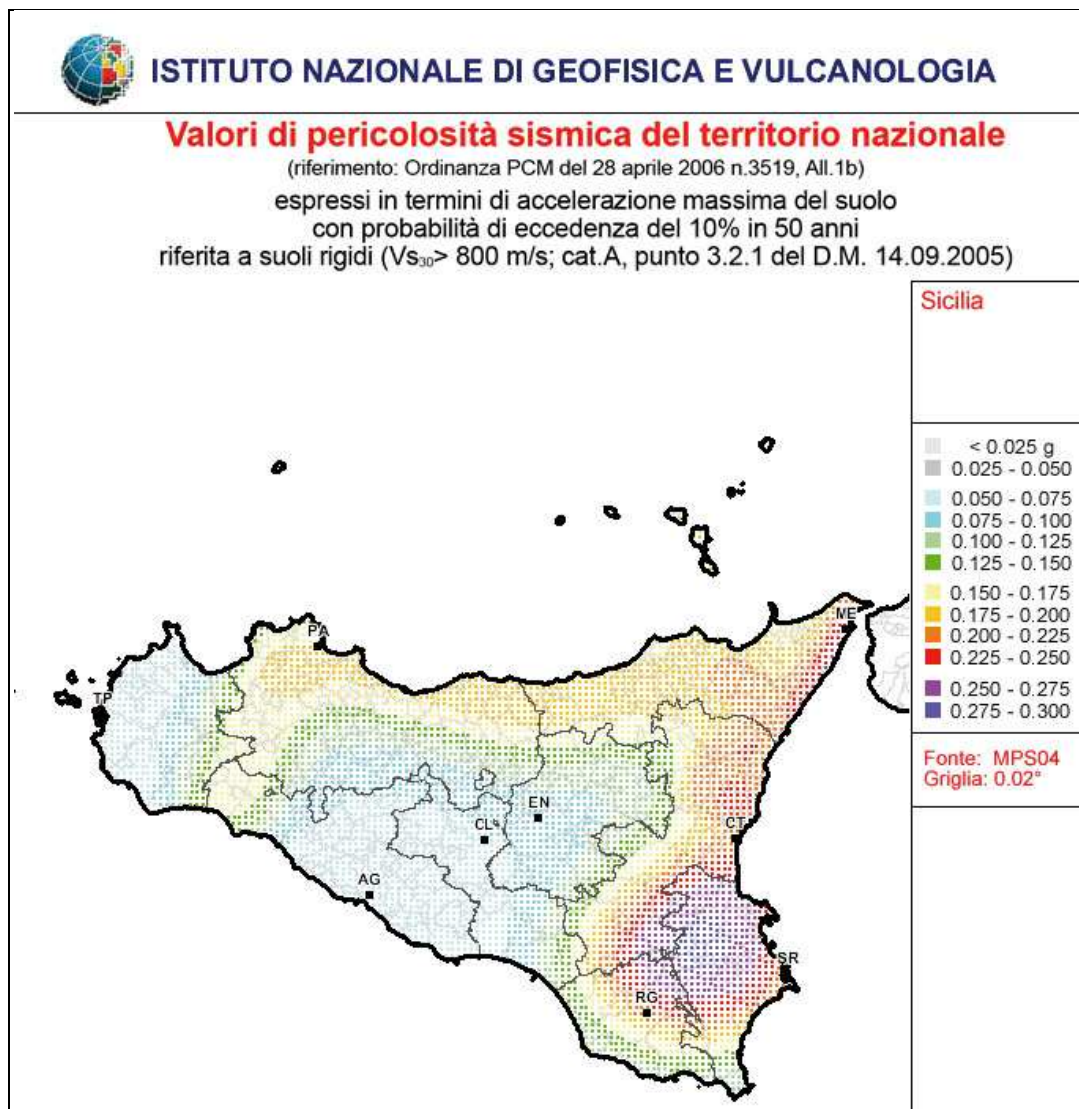 ISTITUTO NAZIONALE DI GEOFISICA E VULCANOLOGIA
Valori di pericolosità sismica del territorio nazionale
(riferimento: Ordinanza PCM del 28 aprile 2006 n.3519, All.1b)
espressi in termini di accelerazione massima del suolo
con probabilità di eccedenza del 10% in 50 anni
riferita a suoli rigidi (Vs₃₀> 800 m/s; cat.A, punto 3.2.1 del D.M. 14.09.2005)
Sicilia
< 0.025 g
0.025 - 0.050
0.050 - 0.075
0.075 - 0.100
0.100 - 0.125
0.125 - 0.150
0.150 - 0.175
0.175 - 0.200
0.200 - 0.225
0.225 - 0.250
0.250 - 0.275
0.275 - 0.300
Fonte: MPS04
Griglia: 0.02°
ME
PA
TP
EN
CL
CT
AG
SR
RG